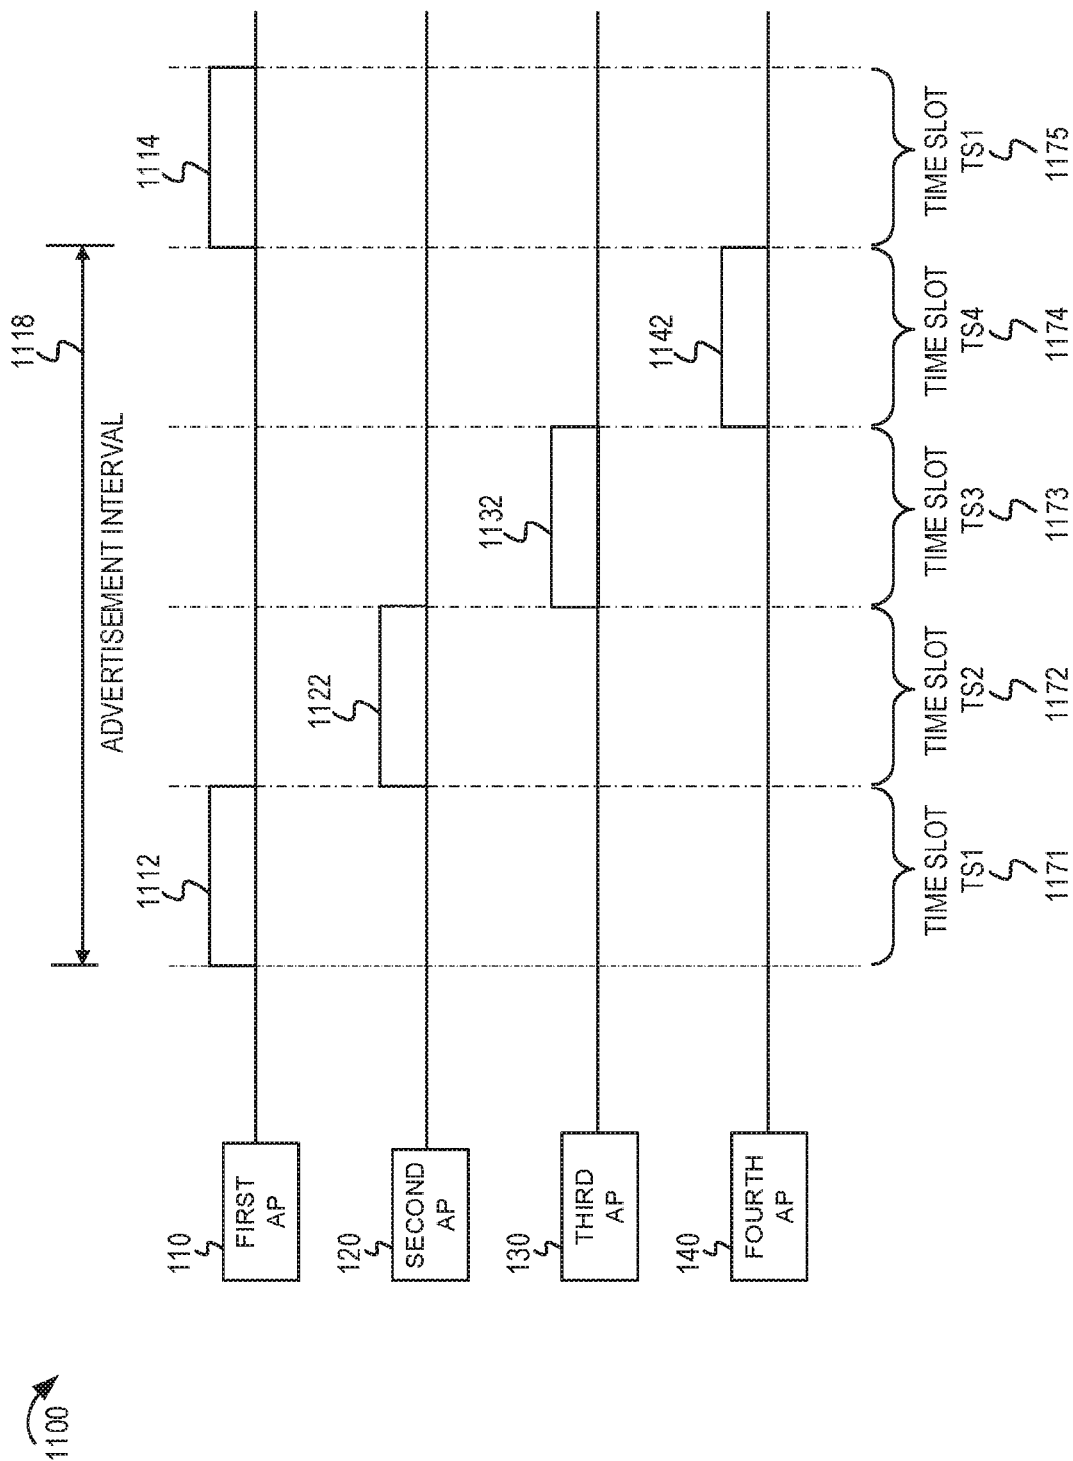 1100
1118
ADVERTISEMENT INTERVAL
110
FIRST
AP
1112
1114
120
SECOND
AP
1122
130
THIRD
AP
1132
140
FOURTH
AP
1142
TIME SLOT
TS1
1171
TIME SLOT
TS2
1172
TIME SLOT
TS3
1173
TIME SLOT
TS4
1174
TIME SLOT
TS1
1175